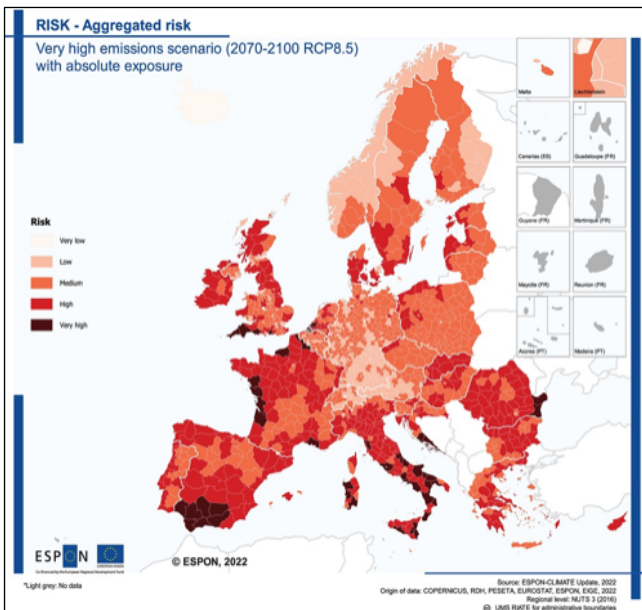 RISK - Aggregated risk
Very high emissions scenario (2070-2100 RCP8.5)
with absolute exposure
Malta
Liechtenstein
Canarias (ES)
Guadeloupe (FR)
Guyane (FR)
Martinique (FR)
Mayotte (FR)
Reunion (FR)
Azores (PT)
Madeira (PT)
Risk
Very low
Low
Medium
High
Very high
ESPON
© ESPON, 2022
*Light grey: No data
Source: ESPON-CLIMATE Update, 2022
Origin of data: COPERNICUS, RDH, PESETA, EUROSTAT, ESPON, EIGE, 2022
Regional level: NUTS 3 (2016)
UMS RIATE for administrative boundaries